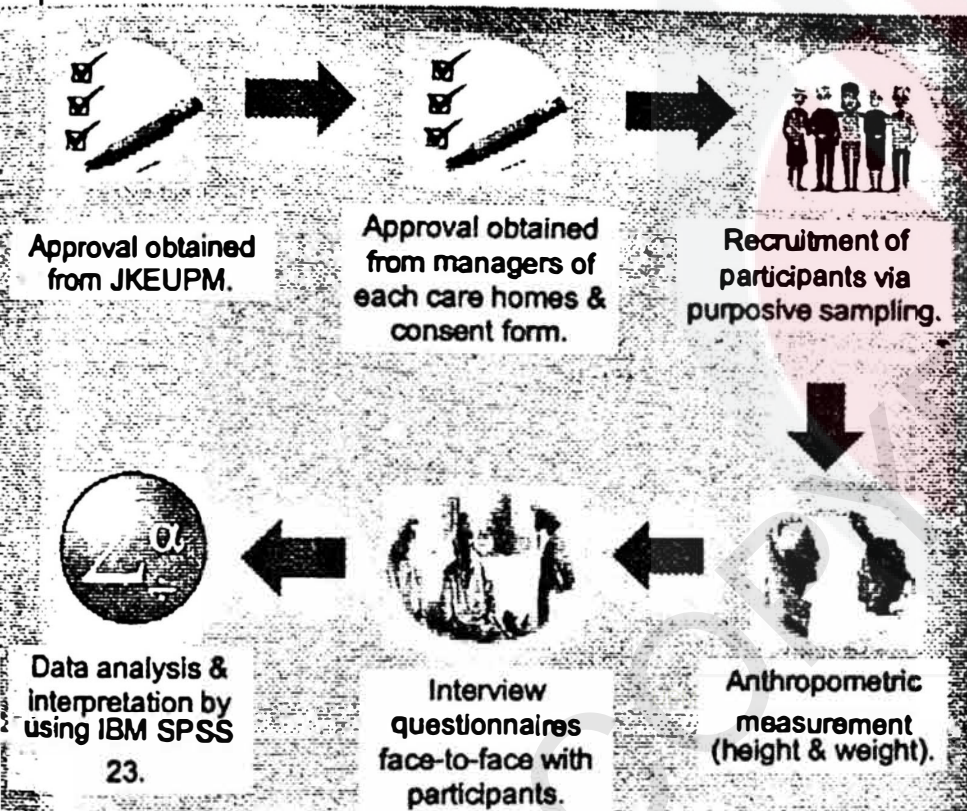 Approval obtained
from JKEUPM.
Approval obtained
from managers of
each care homes &
consent form.
Recruitment of
participants via
purposive sampling.
Anthropometric
measurement
(height & weight).
Interview
questionnaires
face-to-face with
participants.
Data analysis &
interpretation by
using IBM SPSS
23.
α
COPY